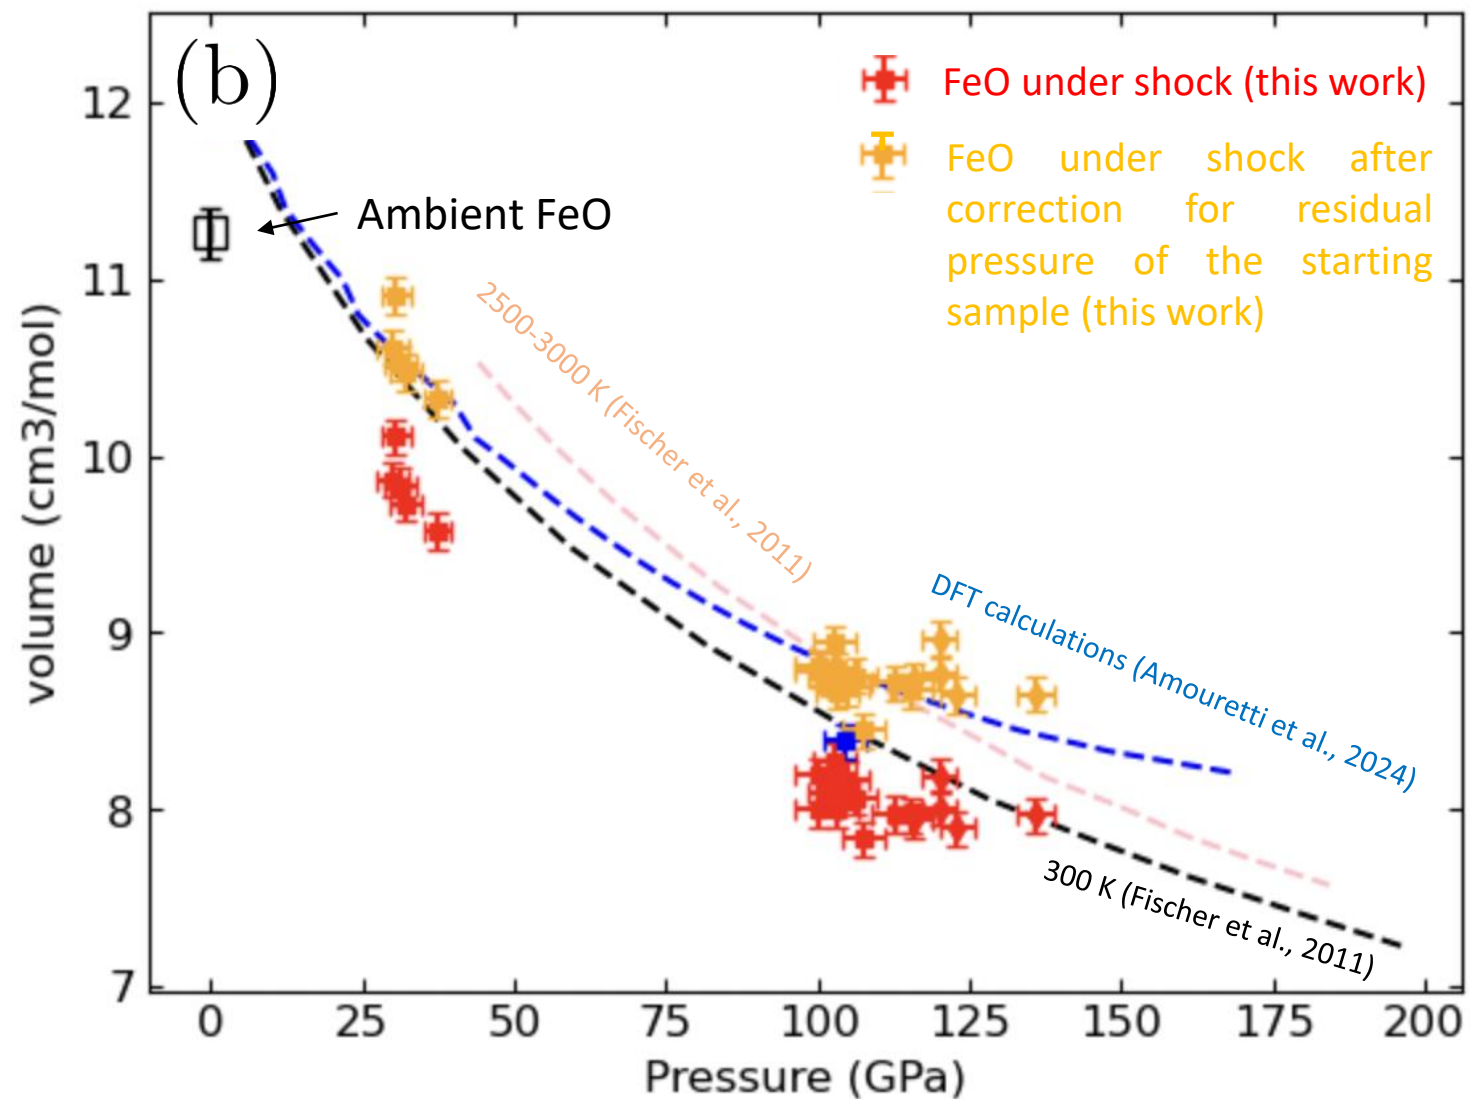 (b)
FeO under shock (this work)
FeO under shock after
correction for residual
pressure of the starting
sample (this work)
Ambient FeO
2500-3000 K (Fischer et al., 2011)
DFT calculations (Amouretti et al., 2024)
300 K (Fischer et al., 2011)
volume (cm3/mol)
12
11
10
9
8
7
0 25 50 75 100 125 150 175 200
Pressure (GPa)